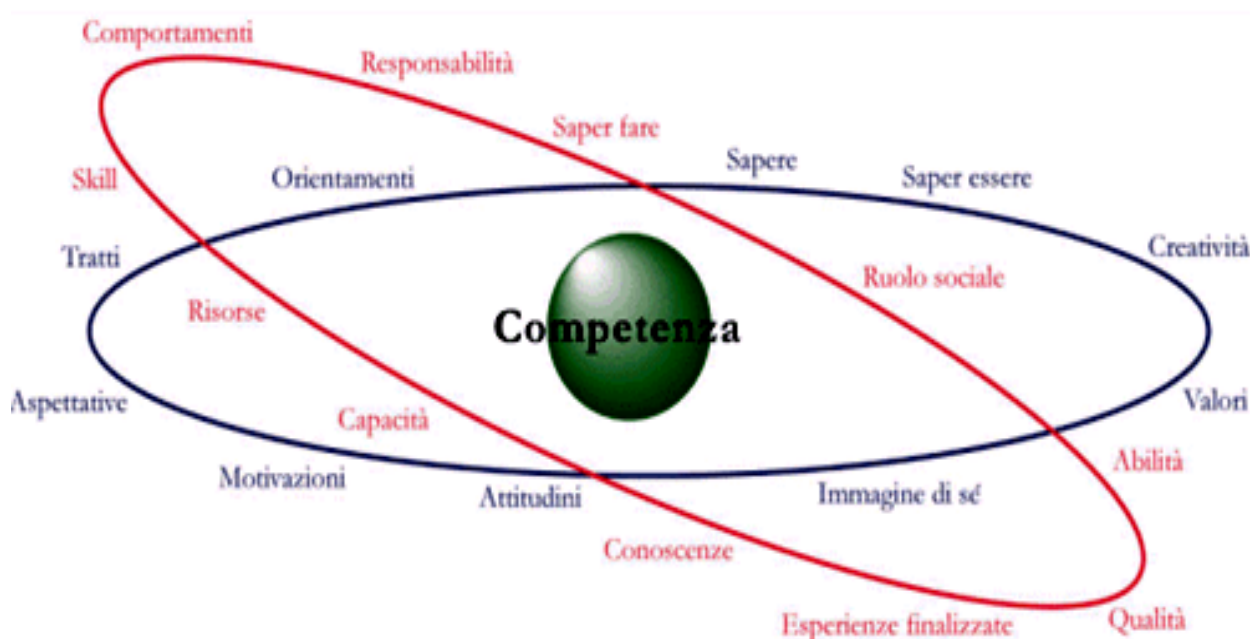 Comportamenti
Responsabilità
Saper fare
Sapere
Saper essere
Skill
Orientamenti
Creatività
Tratti
Ruolo sociale
Risorse
Competenza
Aspettative
Valori
Capacità
Abilità
Motivazioni
Attitudini
Immagine di sé
Conoscenze
Esperienze finalizzate
Qualità